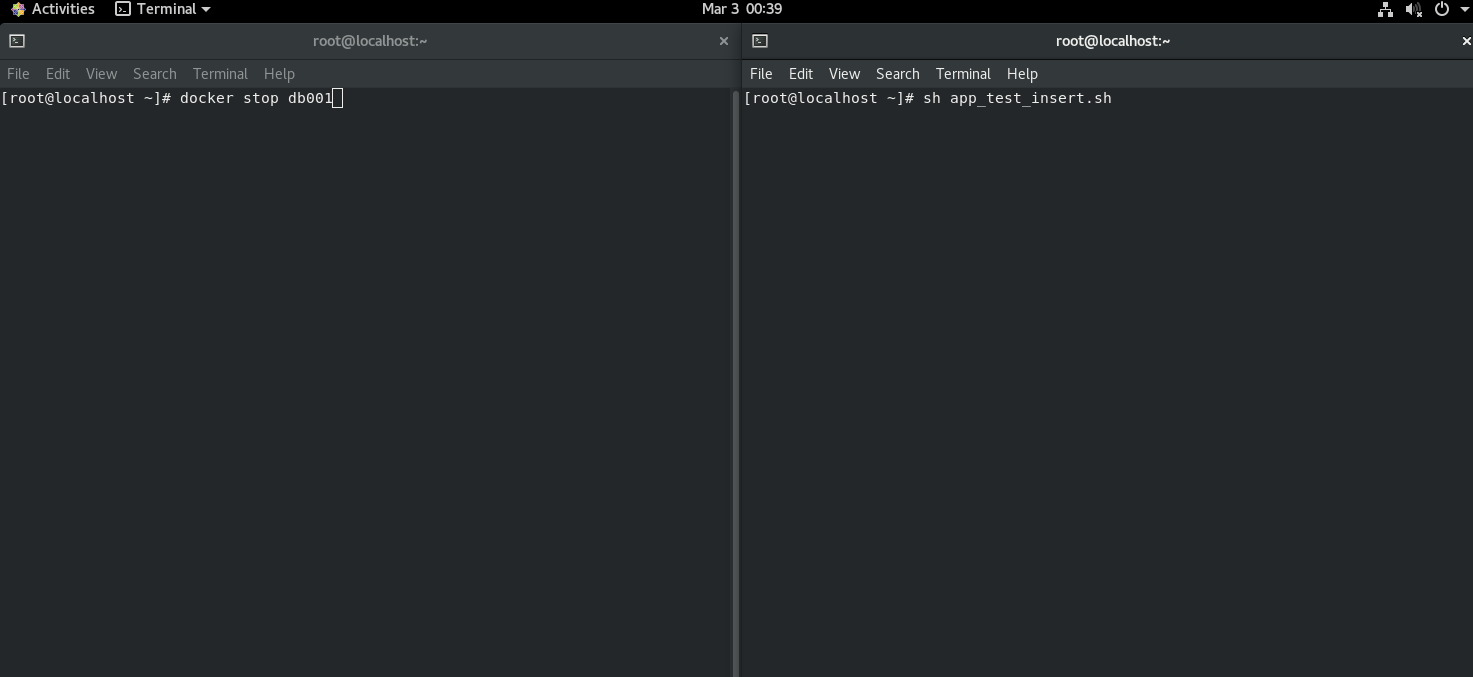 Activities Terminal Mar 3 00:39
root@localhost:~
File Edit View Search Terminal Help
[root@localhost ~]# docker stop db001
root@localhost:~
File Edit View Search Terminal Help
[root@localhost ~]# sh app_test_insert.sh